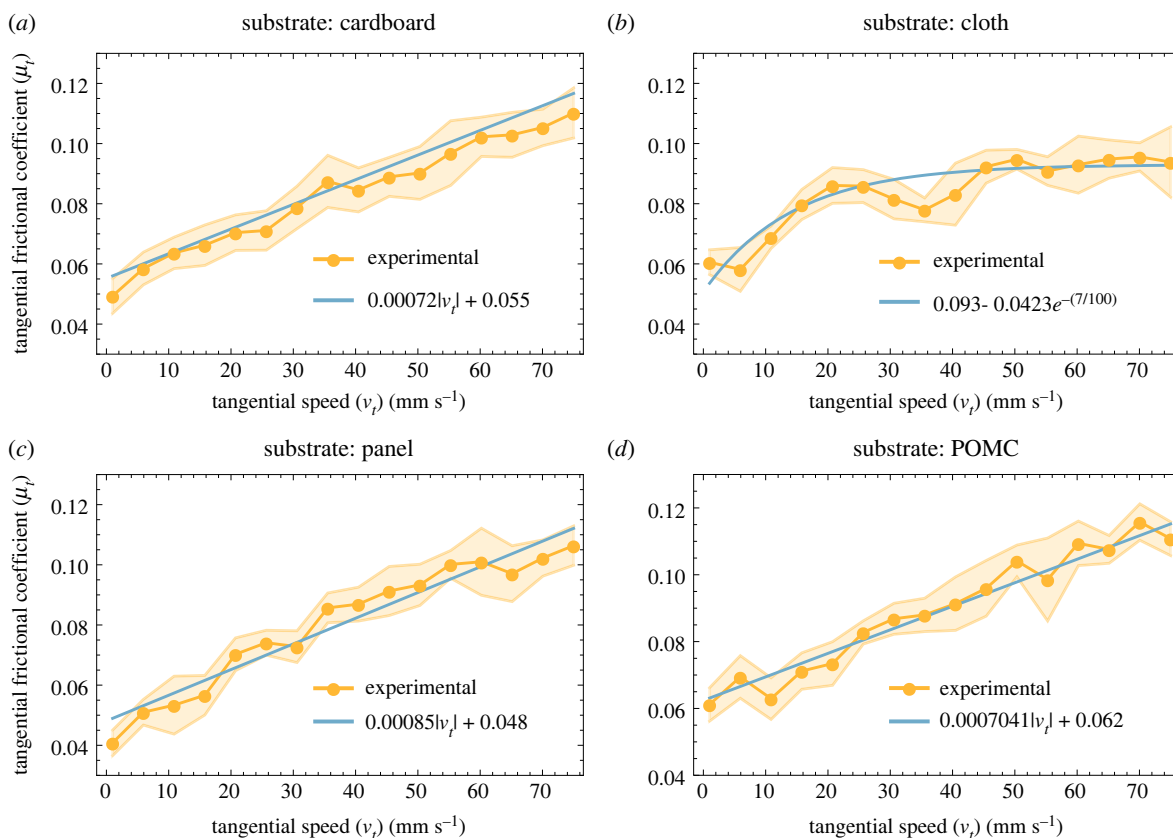 (a) substrate: cardboard
tangential frictional coefficient (μt)
0.12
0.10
0.08
0.06
0.04
experimental
0.00072|vt| + 0.055
0 10 20 30 40 50 60 70
tangential speed (vt) (mm s–1)
(b) substrate: cloth
0.12
0.10
0.08
0.06
0.04
experimental
0.093- 0.0423e–(7/100)
0 10 20 30 40 50 60 70
tangential speed (vt) (mm s–1)
(c) substrate: panel
tangential frictional coefficient (μt)
0.12
0.10
0.08
0.06
0.04
experimental
0.00085|vt| + 0.048
0 10 20 30 40 50 60 70
tangential speed (vt) (mm s–1)
(d) substrate: POMC
0.12
0.10
0.08
0.06
0.04
experimental
0.0007041|vt| + 0.062
0 10 20 30 40 50 60 70
tangential speed (vt) (mm s–1)